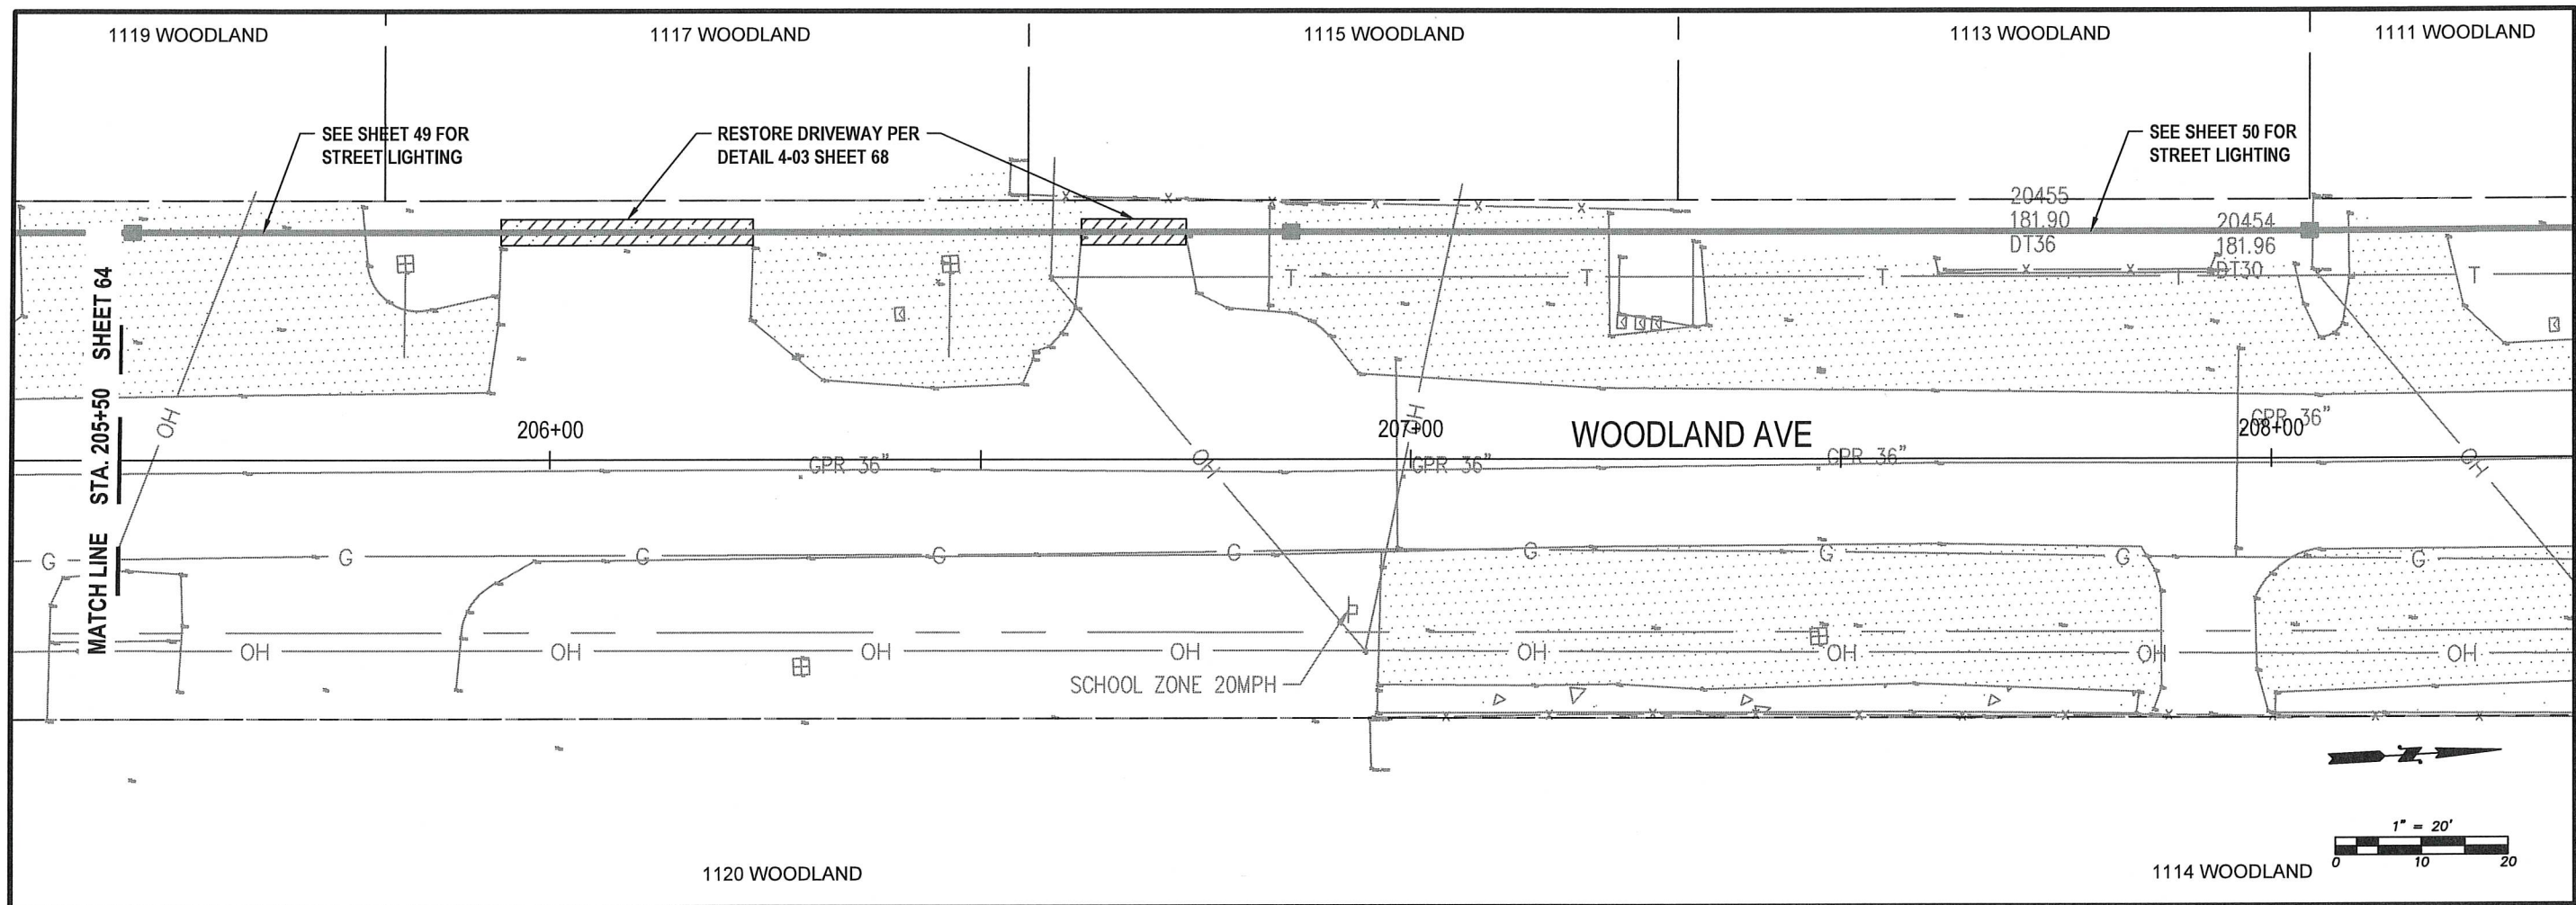 1119 WOODLAND
1117 WOODLAND
1115 WOODLAND
1113 WOODLAND
1111 WOODLAND
SEE SHEET 49 FOR
STREET LIGHTING
RESTORE DRIVEWAY PER
DETAIL 4-03 SHEET 68
SEE SHEET 50 FOR
STREET LIGHTING
20455
181.90
DT36
20454
181.96
DT30
X X X X X X
X X
T T T T T
MATCH LINE STA. 205+50 SHEET 64
OH
OH
OH
OH
206+00
207+00
WOODLAND AVE
208+00
GPR 36"
GPR 36"
GPR 36"
GPR 36"
G G G G G G G G G
OH OH OH OH OH OH OH OH
SCHOOL ZONE 20MPH
X X X X X X X X X X X
N
1" = 20'
0 10 20
1120 WOODLAND
1114 WOODLAND